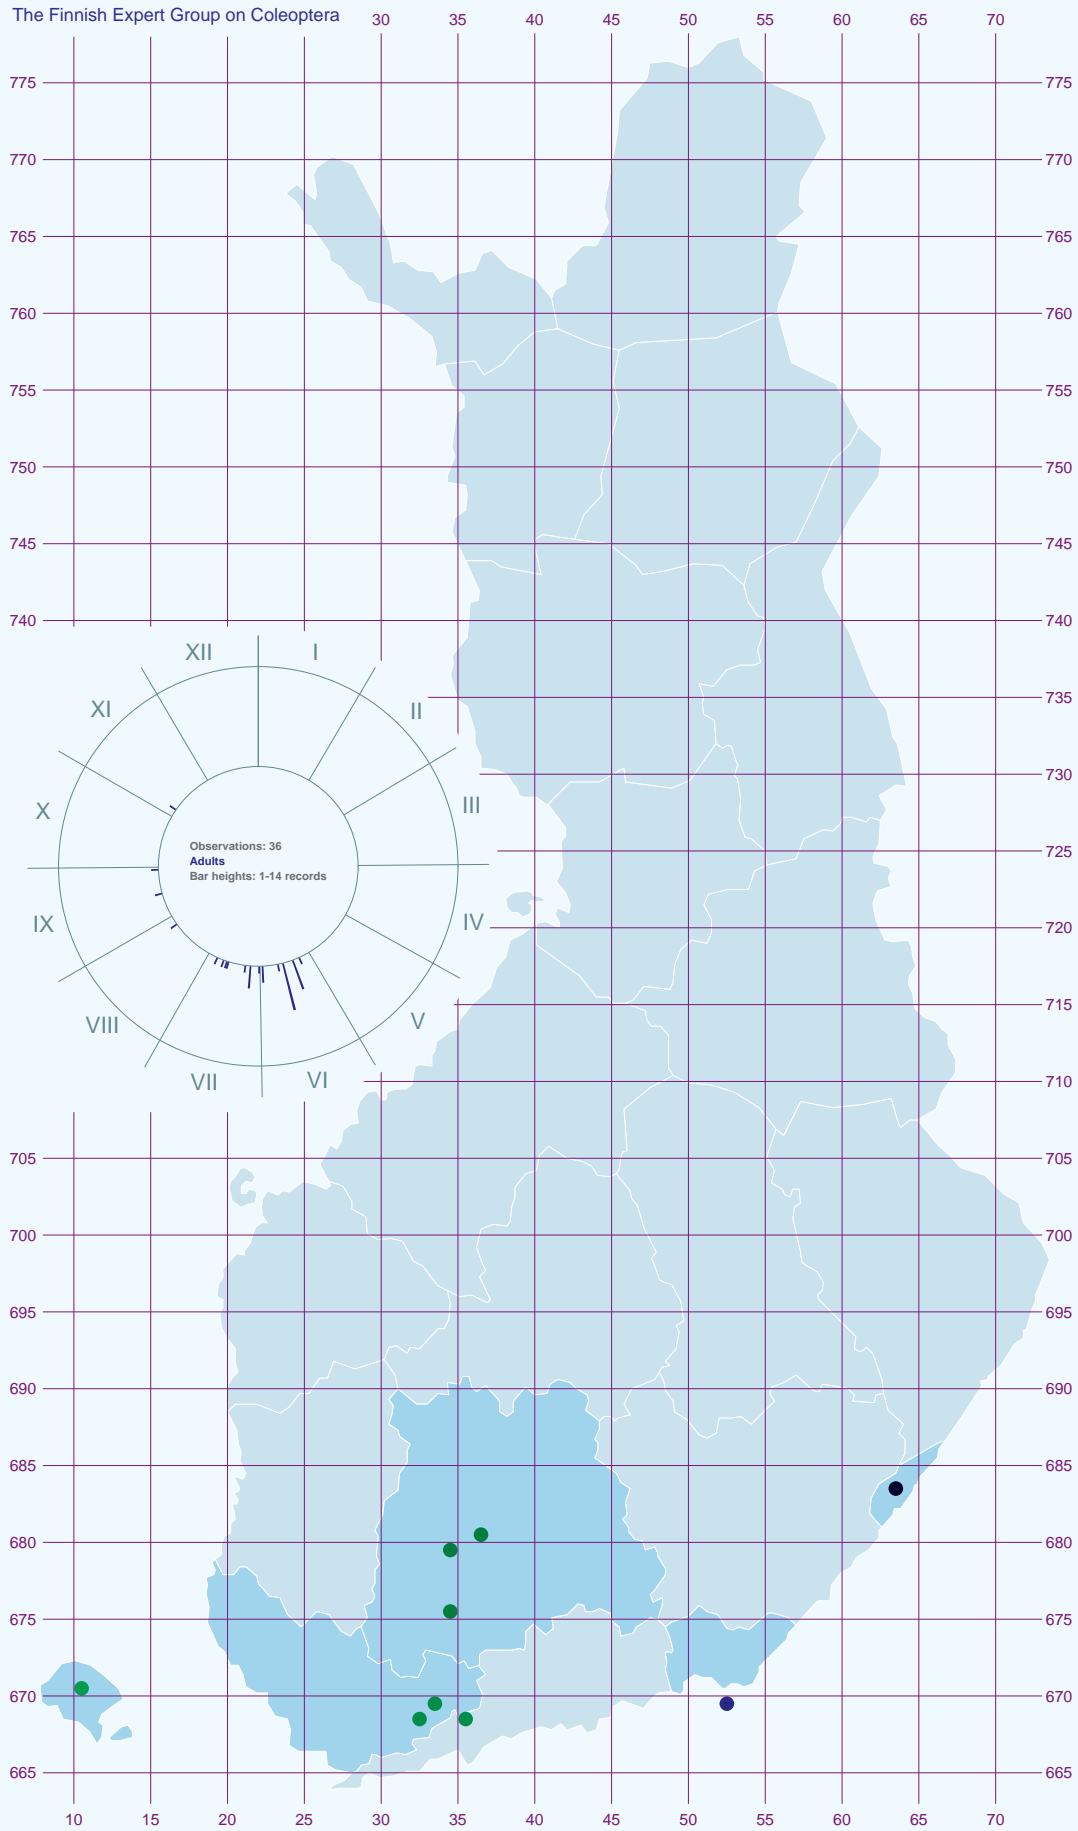 The Finnish Expert Group on Coleoptera 30 35 40 45 50 55 60 65 70
775 775
770 770
765 765
760 760
755 755
750 750
745 745
740 740
XII I
735
XI II
730
X III
Observations: 36
725
Adults
Bar heights: 1-14 records
IX IV 720
715
VIII V
VII VI 710 710
705 705
700 700
695 695
690 690
685 685
680 680
675 675
670 670
665 665
10 15 20 25 30 35 40 45 50 55 60 65 70